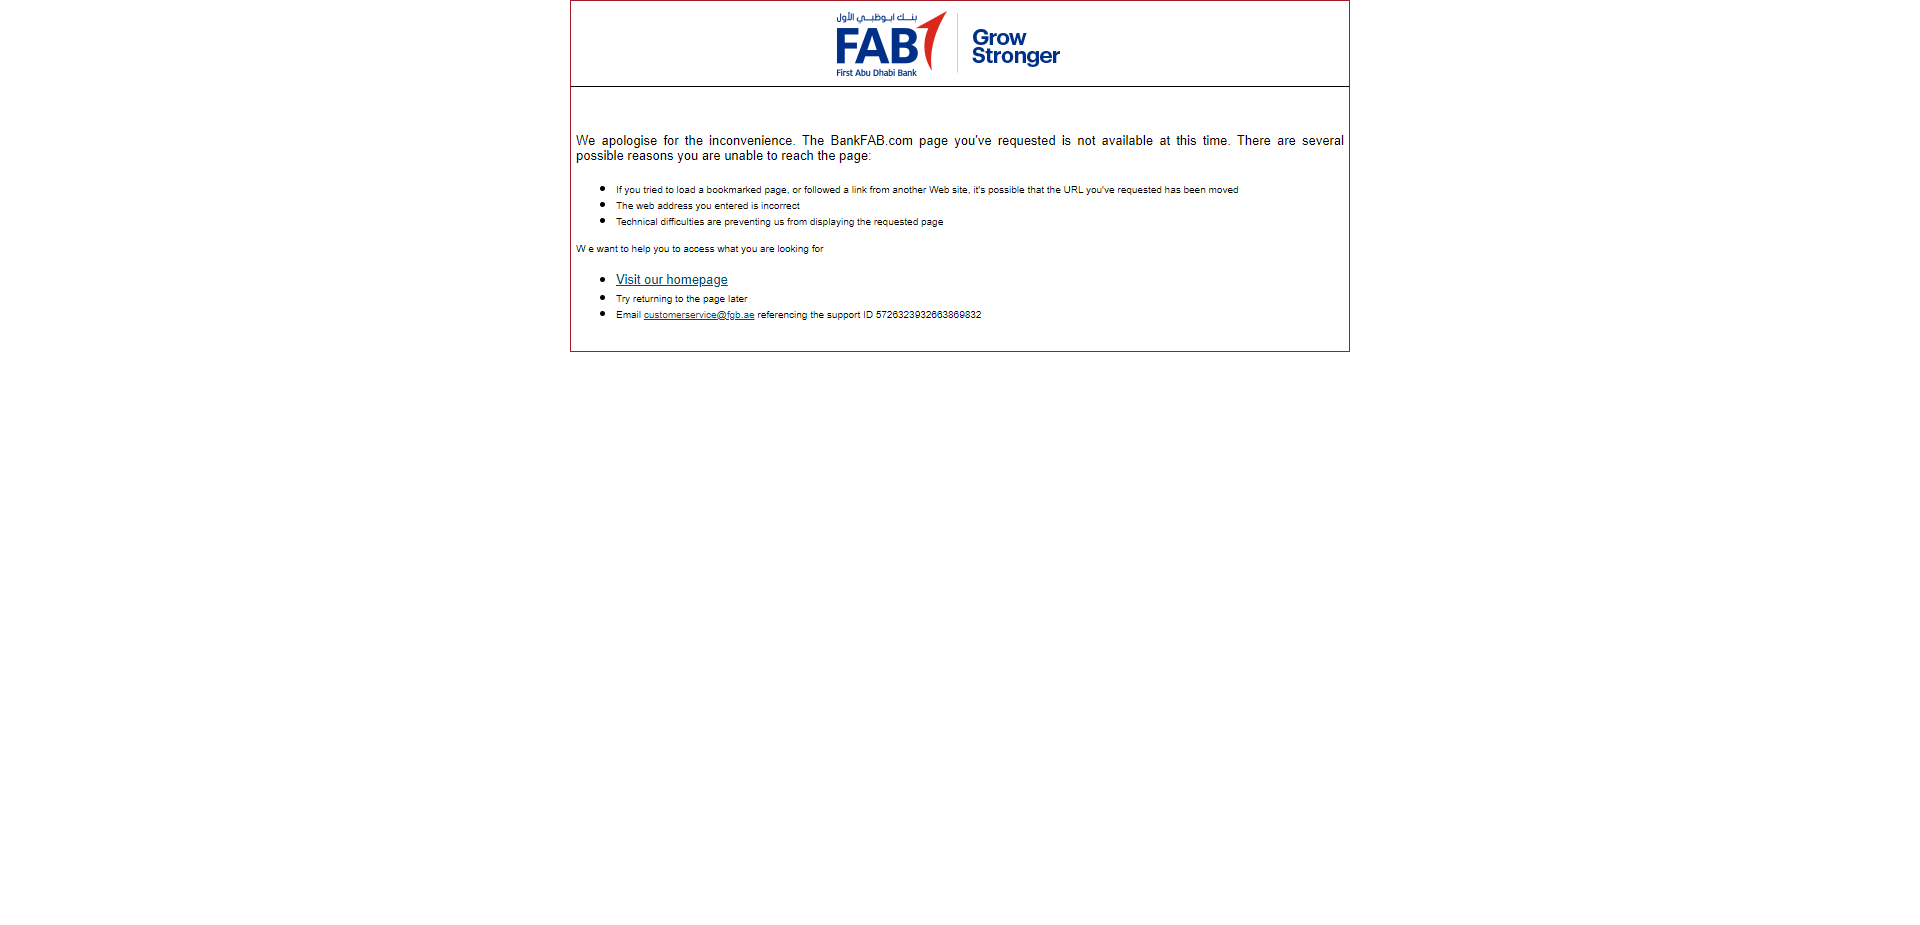 بنك أبوظبي الأول
FAB
First Abu Dhabi Bank
Grow
Stronger
We apologise for the inconvenience. The BankFAB.com page you've requested is not available at this time. There are several
possible reasons you are unable to reach the page:
If you tried to load a bookmarked page, or followed a link from another Web site, it's possible that the URL you've requested has been moved
The web address you entered is incorrect
Technical difficulties are preventing us from displaying the requested page
W e want to help you to access what you are looking for
Visit our homepage
Try returning to the page later
Email customerservice@fgb.ae referencing the support ID 5726323932663869832